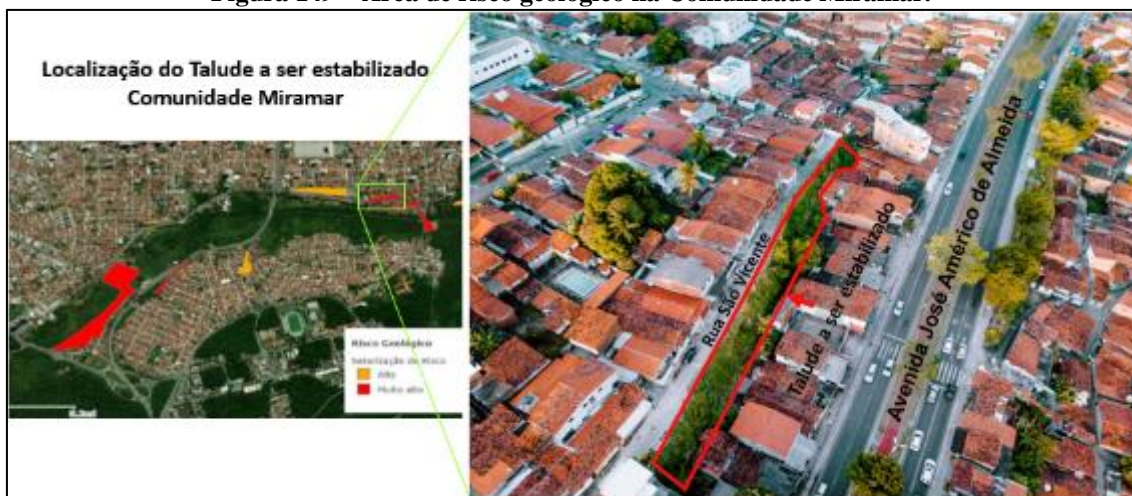 Figura 149 – Área de risco geológico na Comunidade Miramar.
Localização do Talude a ser estabilizado
Comunidade Miramar
Risco Geológico
Setorização de Risco
Alto
Muito alto
Rua São Vicente
Talude a ser estabilizado
Avenida José Américo de Almeida